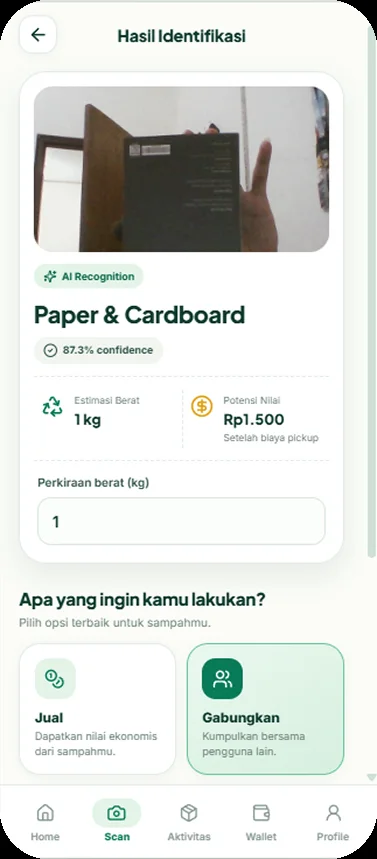 Hasil Identifikasi
AI Recognition
Paper & Cardboard
87.3% confidence
Estimasi Berat
1 kg
Potensi Nilai
Rp1.500
Setelah biaya pickup
Perkiraan berat (kg)
1
Apa yang ingin kamu lakukan?
Pilih opsi terbaik untuk sampahmu.
Jual
Dapatkan nilai ekonomis
dari sampahmu.
Gabungkan
Kumpulkan bersama
pengguna lain.
Home
Scan
Aktivitas
Wallet
Profile